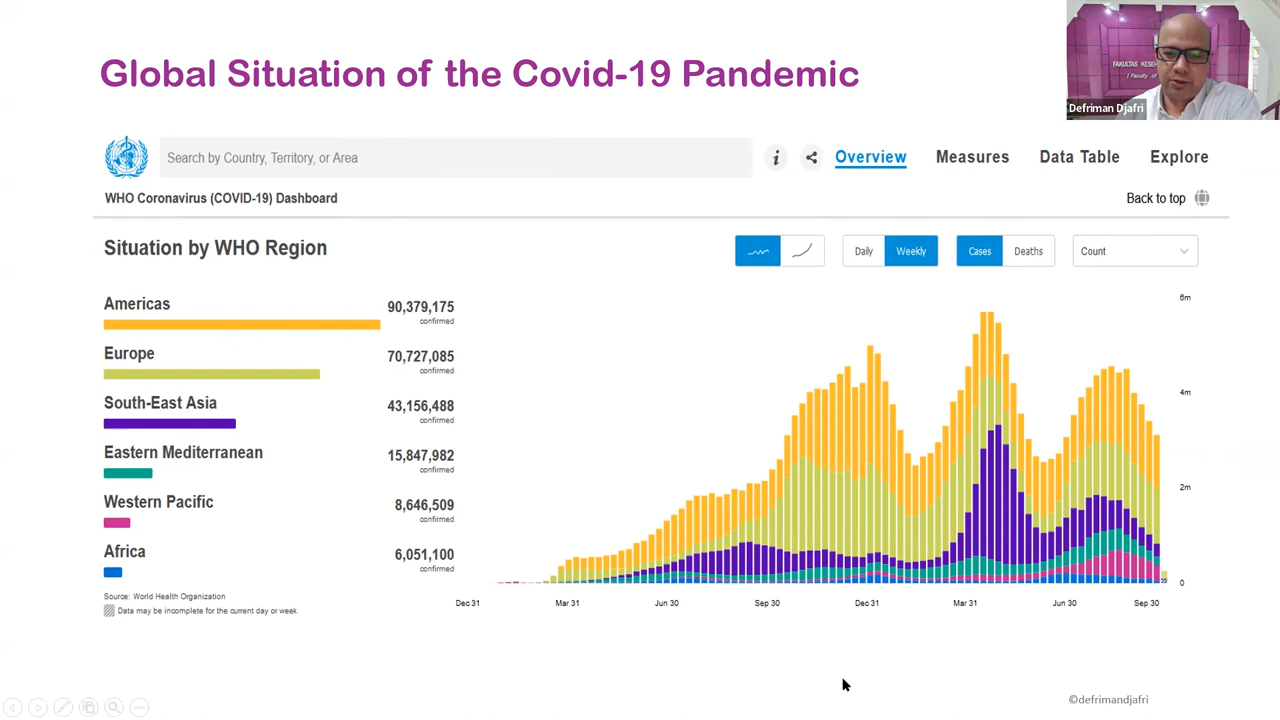 Global Situation of the Covid-19 Pandemic
FAKULTAS
(Faculty of
Defriman Djafri
Search by Country, Territory, or Area
i
Overview
Measures
Data Table
Explore
WHO Coronavirus (COVID-19) Dashboard
Back to top
Situation by WHO Region
Daily
Weekly
Cases
Deaths
Count
Americas
90,379,175
confirmed
Europe
70,727,085
confirmed
South-East Asia
43,156,488
confirmed
Eastern Mediterranean
15,847,982
confirmed
Western Pacific
8,646,509
confirmed
Africa
6,051,100
confirmed
Source: World Health Organization
Data may be incomplete for the current day or week.
6m
4m
2m
0
Dec 31
Mar 31
Jun 30
Sep 30
Dec 31
Mar 31
Jun 30
Sep 30
©defrimandjafri